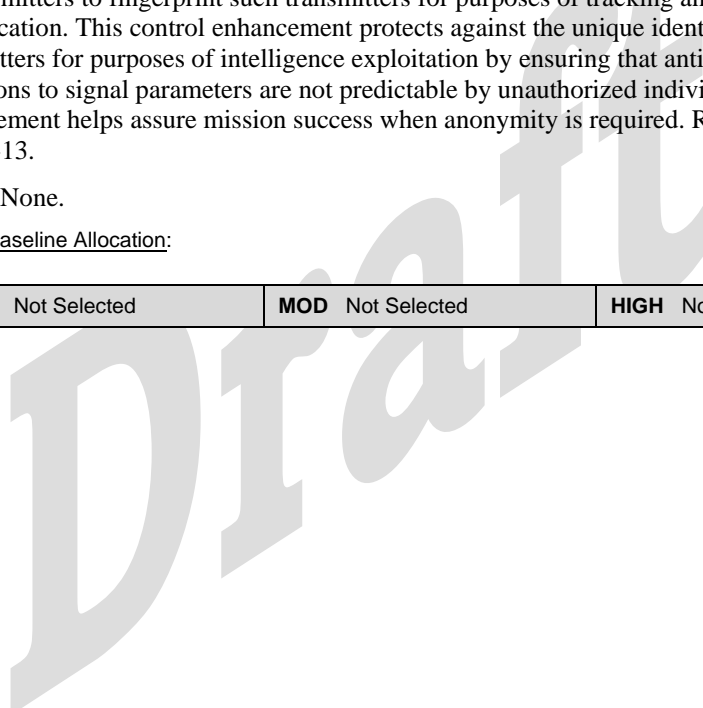 mitters to fingerprint such transmitters for purposes of tracking an
cation. This control enhancement protects against the unique ident
tters for purposes of intelligence exploitation by ensuring that anti
ons to signal parameters are not predictable by unauthorized indivi
ement helps assure mission success when anonymity is required. R
13.
None.
aseline Allocation:
Not Selected MOD Not Selected HIGH No
Draft